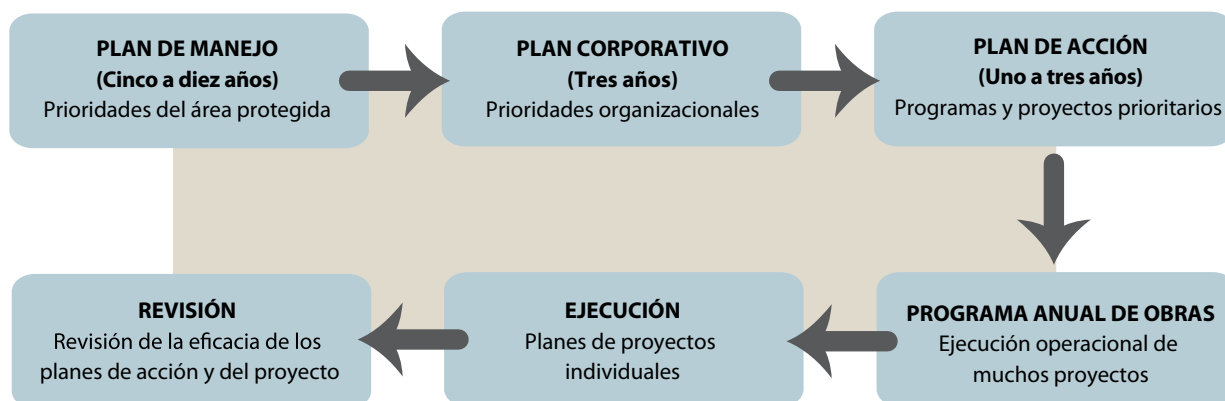 PLAN DE MANEJO
(Cinco a diez años)
Prioridades del área protegida
PLAN CORPORATIVO
(Tres años)
Prioridades organizacionales
PLAN DE ACCIÓN
(Uno a tres años)
Programas y proyectos prioritarios
PROGRAMA ANUAL DE OBRAS
Ejecución operacional de
muchos proyectos
EJECUCIÓN
Planes de proyectos
individuales
REVISIÓN
Revisión de la eficacia de los
planes de acción y del proyecto